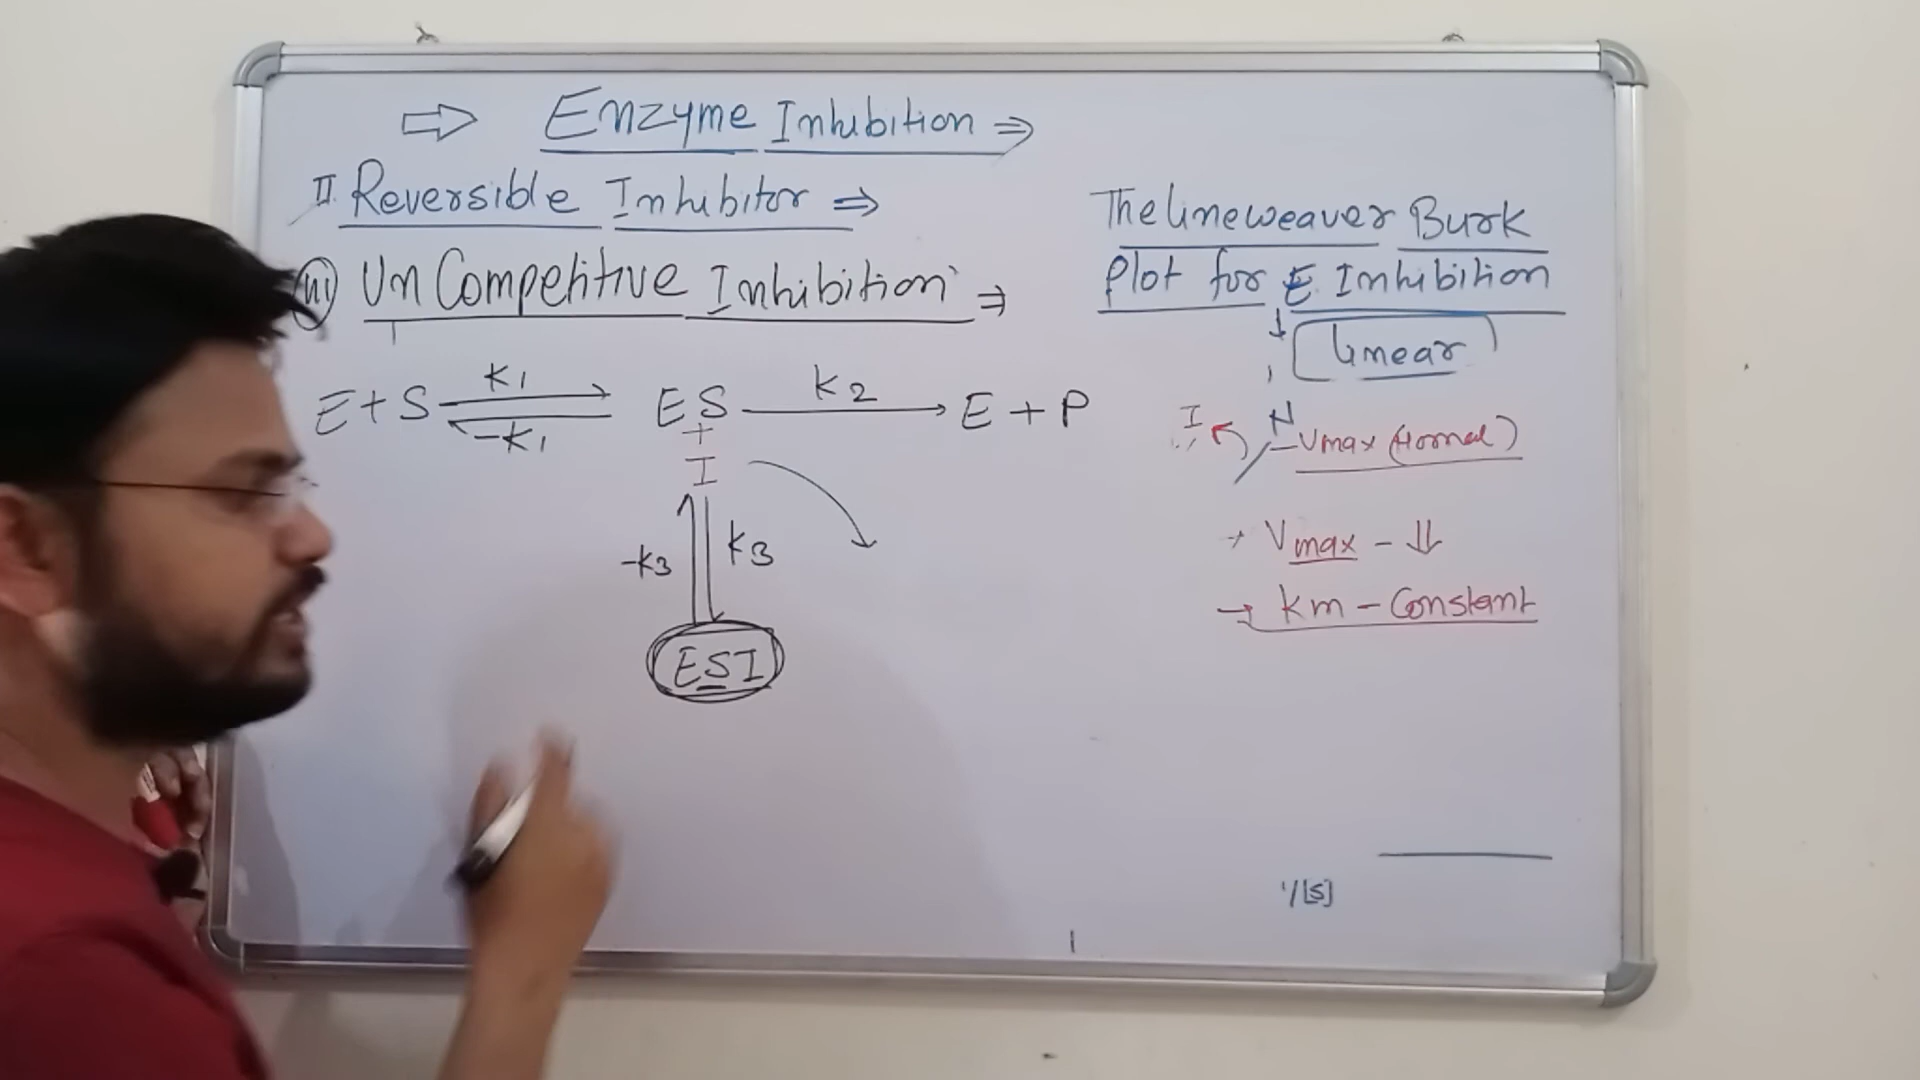 ⇨ Enzyme Inhibition ⇒
II Reversible Inhibitor ⇒
iii) Un Competitive Inhibition ⇒
E+S K1 ES K2 E + P
-K1
+
I
-K3 K3
ESI
The lineweaver Burk
Plot for E Inhibition
linear
I N
Vmax (Normal)
→ Vmax - ⇓
→ Km - Constant
1/[S]